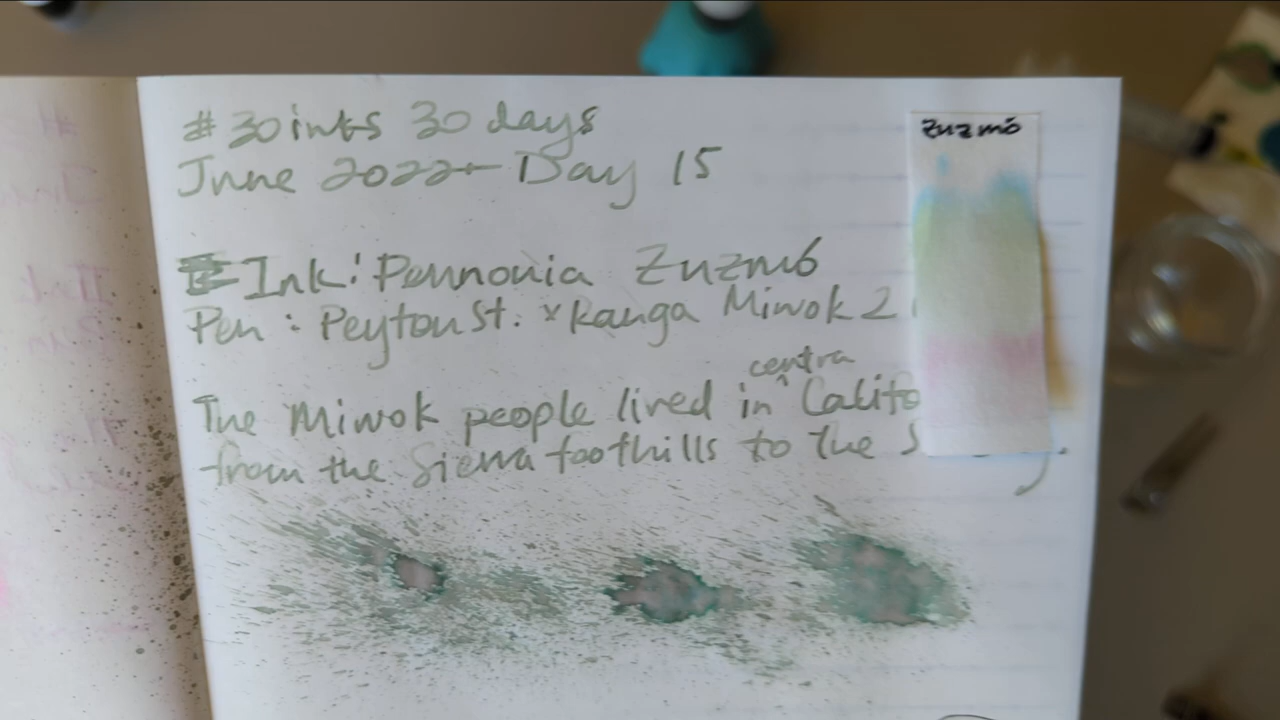 #30inks 30 days
June 2022 - Day 15
Zuzmó
Ink: Pennonia Zuzmó
Pen: Peyton St. x Kanga Miwok 2
centra
The Miwok people lived in ^ Califo
from the Sierra foothills to the S